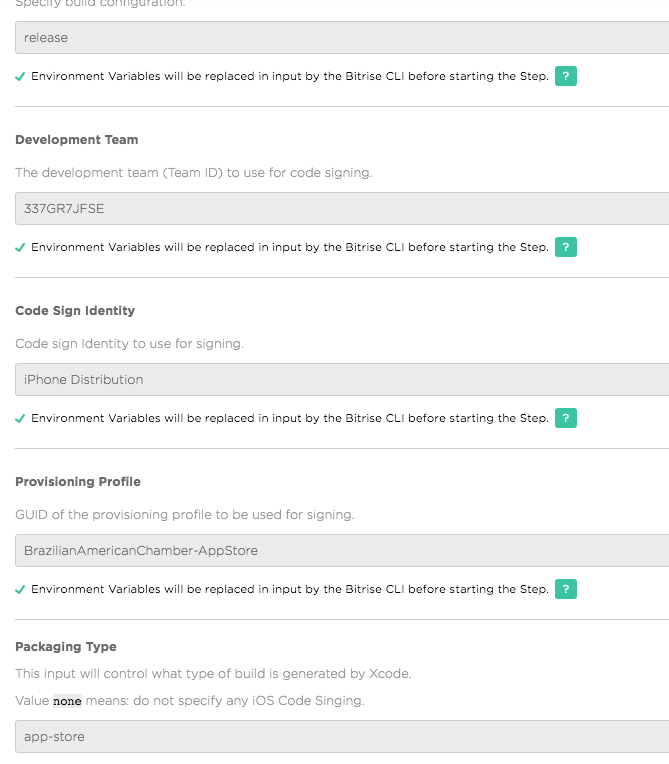 Specify build configuration.
release
Environment Variables will be replaced in input by the Bitrise CLI before starting the Step. ?
Development Team
The development team (Team ID) to use for code signing.
337GR7JFSE
Environment Variables will be replaced in input by the Bitrise CLI before starting the Step. ?
Code Sign Identity
Code sign Identity to use for signing.
iPhone Distribution
Environment Variables will be replaced in input by the Bitrise CLI before starting the Step. ?
Provisioning Profile
GUID of the provisioning profile to be used for signing.
BrazilianAmericanChamber-AppStore
Environment Variables will be replaced in input by the Bitrise CLI before starting the Step. ?
Packaging Type
This input will control what type of build is generated by Xcode.
Value none means: do not specify any iOS Code Singing.
app-store